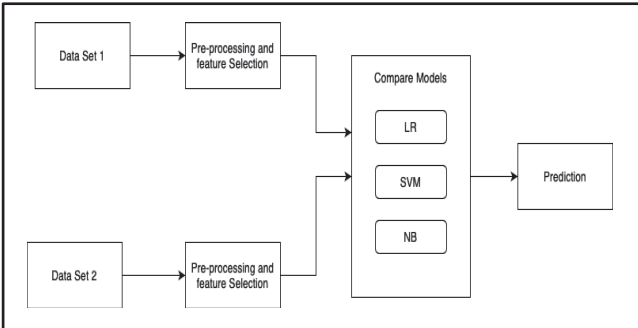 Data Set 1
Pre-processing and
feature Selection
Compare Models
LR
SVM
NB
Prediction
Data Set 2
Pre-processing and
feature Selection